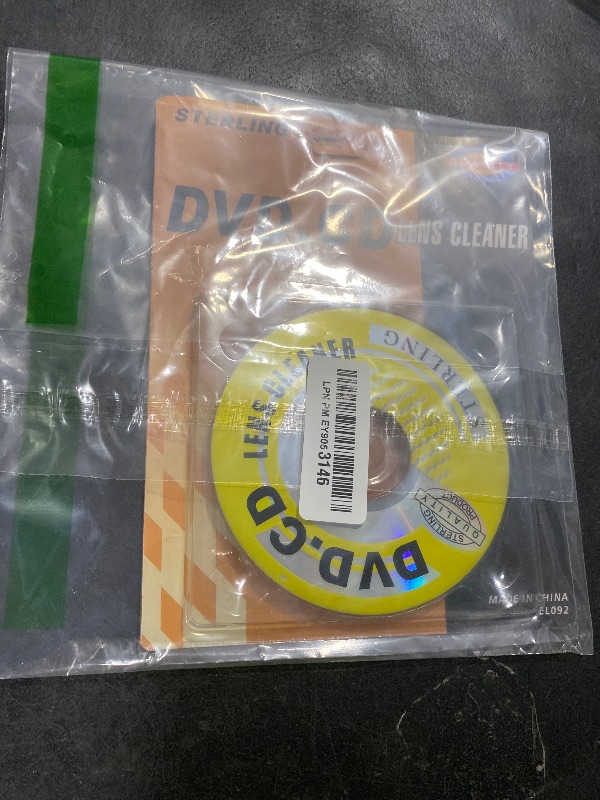 STERLING
DVD.CD LENS CLEANER
STERLING
LENS CLEANER
LPN PM EY905 3146
DVD.CD
STERLING
QUALITY
PRODUCT
MADE IN CHINA
EL092